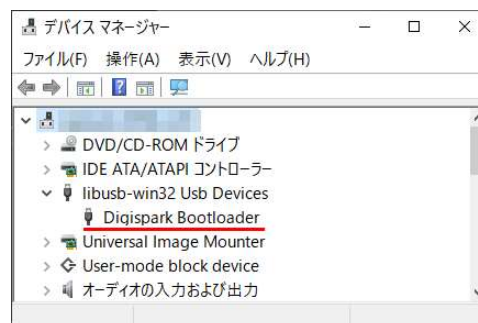 デバイス マネージャー
ファイル(F) 操作(A) 表示(V) ヘルプ(H)
DVD/CD-ROM ドライブ
IDE ATA/ATAPI コントローラー
libusb-win32 Usb Devices
Digispark Bootloader
Universal Image Mounter
User-mode block device
オーディオの入力および出力